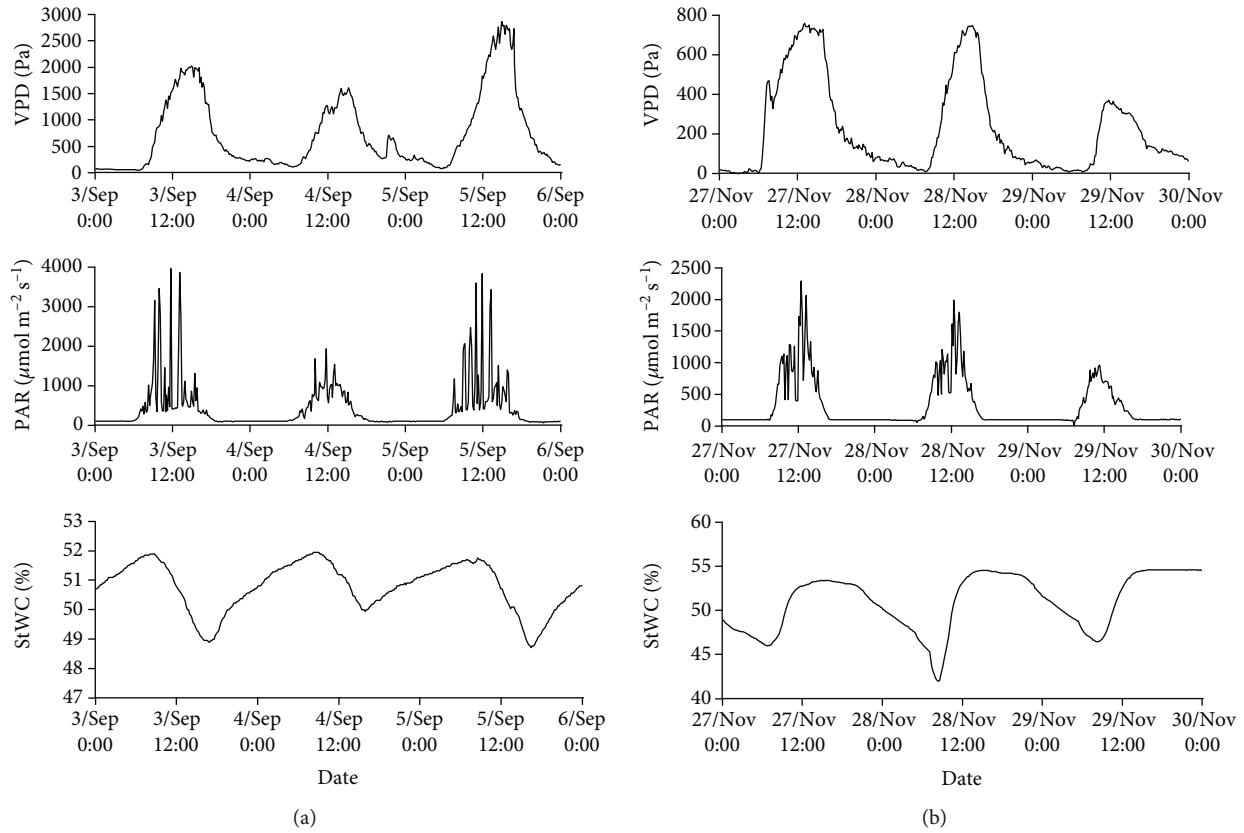 VPD (Pa)
3000
2500
2000
1500
1000
500
0
3/Sep 3/Sep 4/Sep 4/Sep 5/Sep 5/Sep 6/Sep
0:00 12:00 0:00 12:00 0:00 12:00 0:00
PAR (μmol m⁻² s⁻¹)
4000
3000
2000
1000
0
3/Sep 3/Sep 4/Sep 4/Sep 5/Sep 5/Sep 6/Sep
0:00 12:00 0:00 12:00 0:00 12:00 0:00
StWC (%)
53
52
51
50
49
48
47
3/Sep 3/Sep 4/Sep 4/Sep 5/Sep 5/Sep 6/Sep
0:00 12:00 0:00 12:00 0:00 12:00 0:00
Date
(a)
VPD (Pa)
800
600
400
200
0
27/Nov 27/Nov 28/Nov 28/Nov 29/Nov 29/Nov 30/Nov
0:00 12:00 0:00 12:00 0:00 12:00 0:00
PAR (μmol m⁻² s⁻¹)
2500
2000
1500
1000
500
0
27/Nov 27/Nov 28/Nov 28/Nov 29/Nov 29/Nov 30/Nov
0:00 12:00 0:00 12:00 0:00 12:00 0:00
StWC (%)
60
55
50
45
40
27/Nov 27/Nov 28/Nov 28/Nov 29/Nov 29/Nov 30/Nov
0:00 12:00 0:00 12:00 0:00 12:00 0:00
Date
(b)